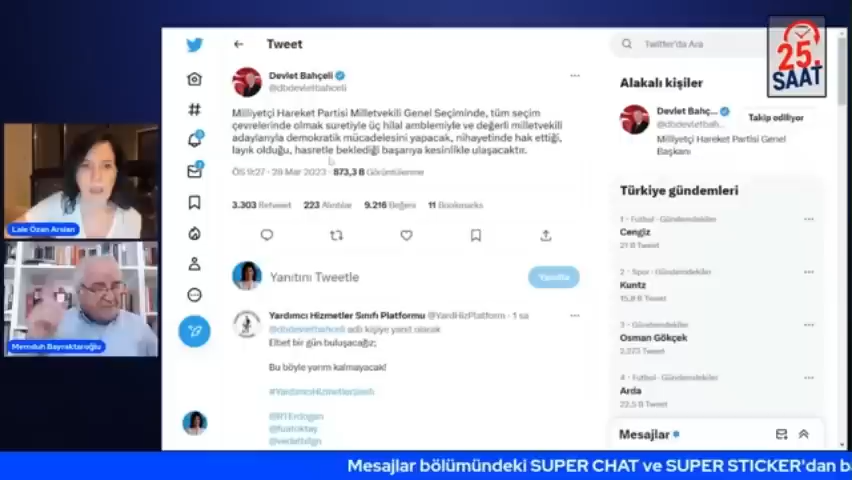 Tweet
Twitter'da Ara
25.
SAAT
Devlet Bahçeli
@dbdevletbahceli
Milliyetçi Hareket Partisi Milletvekili Genel Seçiminde, tüm seçim
çevrelerinde olmak suretiyle üç hilal amblemiyle ve değerli milletvekili
adaylarıyla demokratik mücadelesini yapacak, nihayetinde hak ettiği,
layık olduğu, hasretle beklediği başarıya kesinlikle ulaşacaktır.
ÖS 9:27 · 28 Mar 2023 · 873,3 B Görüntülenme
3.303 Retweet 223 Alıntılar 9.216 Beğeni 11 Bookmarks
Yanıtını Tweetle
Yanıtla
Yardımcı Hizmetler Sınıfı Platformu @YardHizPlatform · 1 sa
@dbdevletbahceli adlı kişiye yanıt olarak
Elbet bir gün buluşacağız;
Bu böyle yarım kalmayacak!
#YardımcıHizmetlerSınıfı
@RTErdogan
@fuatoktay
@vedatbilgn
Alakalı kişiler
Devlet Bahç...
@dbdevletbah...
Takip ediliyor
Milliyetçi Hareket Partisi Genel
Başkanı
Türkiye gündemleri
1 · Futbol · Gündemdekiler
Cengiz
21 B Tweet
2 · Spor · Gündemdekiler
Kuntz
15,8 B Tweet
3 · Gündemdekiler
Osman Gökçek
2.273 Tweet
4 · Futbol · Gündemdekiler
Arda
22,5 B Tweet
Mesajlar
Lale Özan Arslan
Memduh Bayraktaroğlu
Mesajlar bölümündeki SUPER CHAT ve SUPER STICKER'dan ba